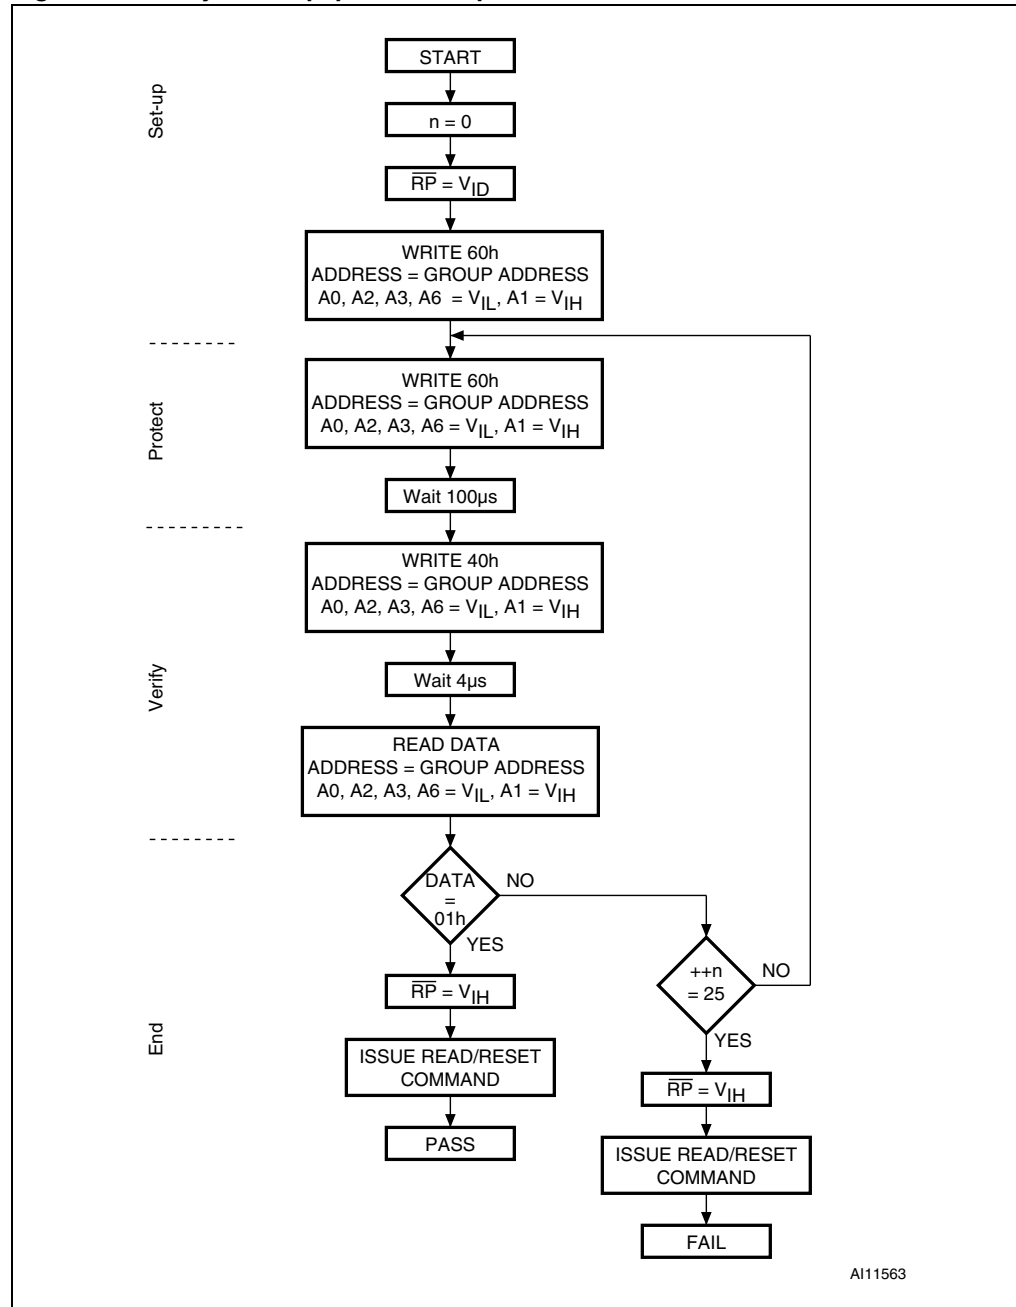 START
Set-up
n = 0
RP = VID
WRITE 60h
ADDRESS = GROUP ADDRESS
A0, A2, A3, A6 = VIL, A1 = VIH
Protect
WRITE 60h
ADDRESS = GROUP ADDRESS
A0, A2, A3, A6 = VIL, A1 = VIH
Wait 100µs
Verify
WRITE 40h
ADDRESS = GROUP ADDRESS
A0, A2, A3, A6 = VIL, A1 = VIH
Wait 4µs
READ DATA
ADDRESS = GROUP ADDRESS
A0, A2, A3, A6 = VIL, A1 = VIH
End
DATA
=
01h
NO
YES
++n
= 25
NO
YES
RP = VIH
ISSUE READ/RESET
COMMAND
PASS
RP = VIH
ISSUE READ/RESET
COMMAND
FAIL
AI11563